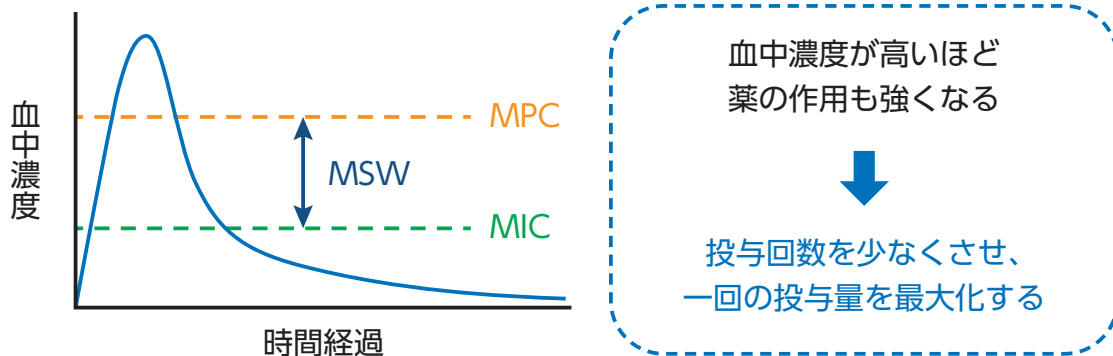 血中濃度
MPC
MSW
MIC
時間経過
血中濃度が高いほど
薬の作用も強くなる
投与回数を少なくさせ、
一回の投与量を最大化する